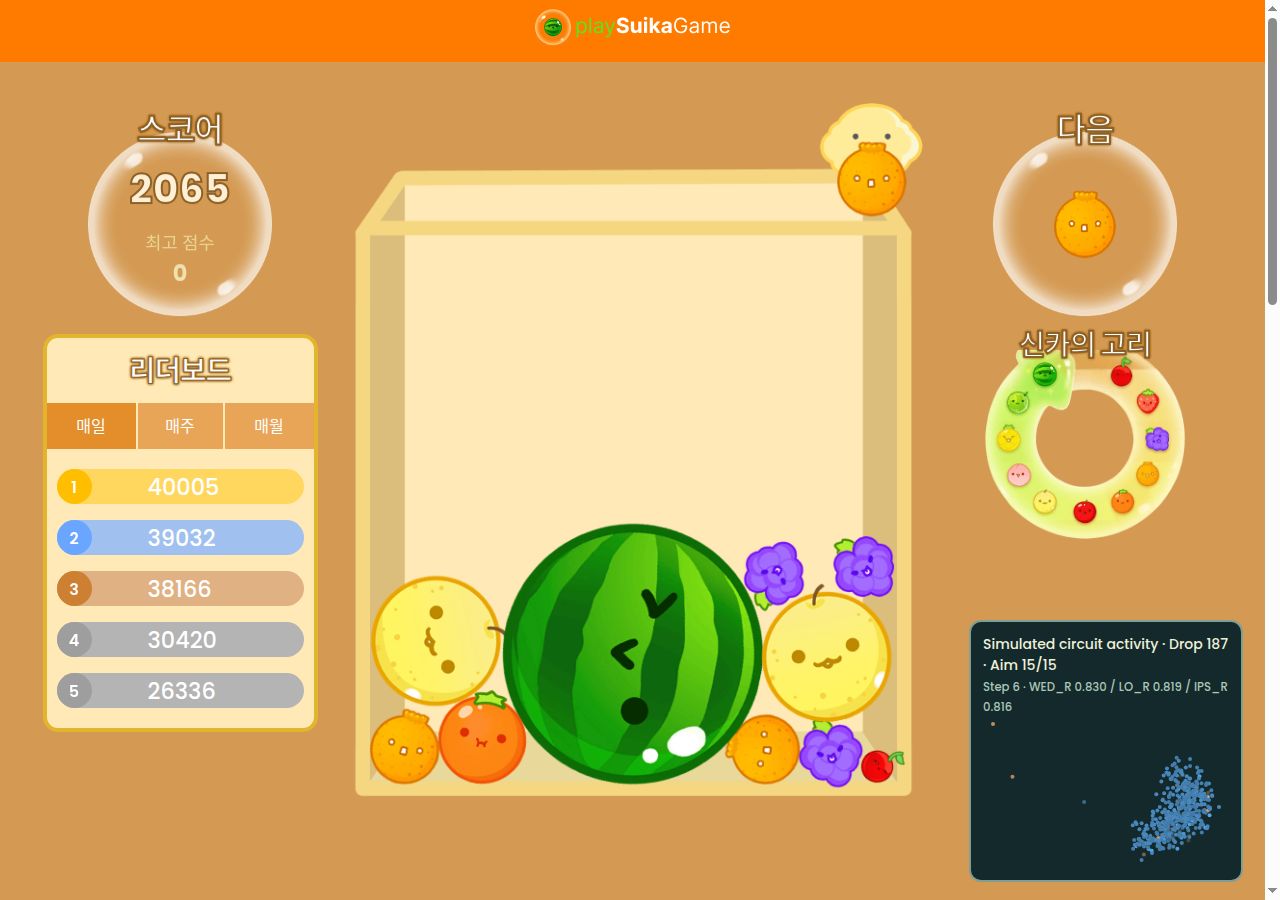 playSuikaGame
스코어
2065
최고 점수
0
다음
신카의 고리
리더보드
매일 매주 매월
1 40005
2 39032
3 38166
4 30420
5 26336
Simulated circuit activity · Drop 187
· Aim 15/15
Step 6 · WED_R 0.830 / LO_R 0.819 / IPS_R
0.816